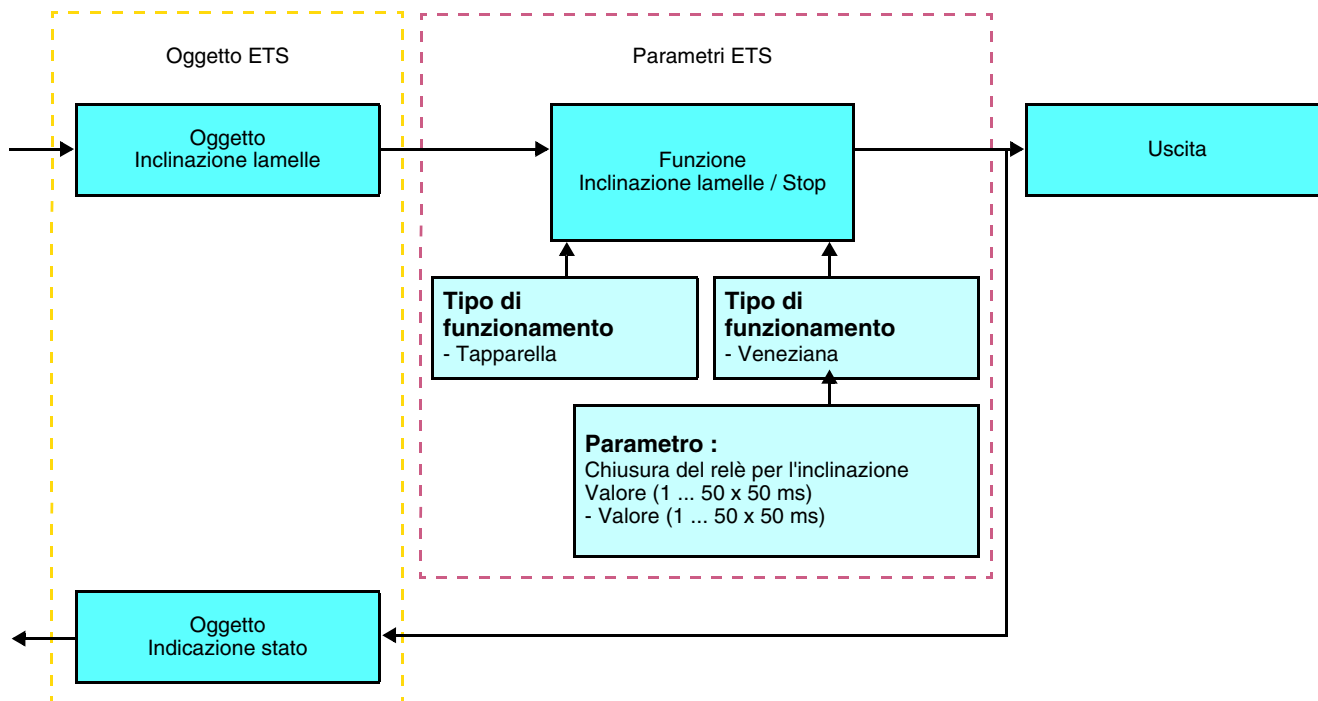 Oggetto ETS
Parametri ETS
Oggetto
Inclinazione lamelle
Funzione
Inclinazione lamelle / Stop
Uscita
Tipo di
funzionamento
- Tapparella
Tipo di
funzionamento
- Veneziana
Parametro :
Chiusura del relè per l'inclinazione
Valore (1 ... 50 x 50 ms)
- Valore (1 ... 50 x 50 ms)
Oggetto
Indicazione stato